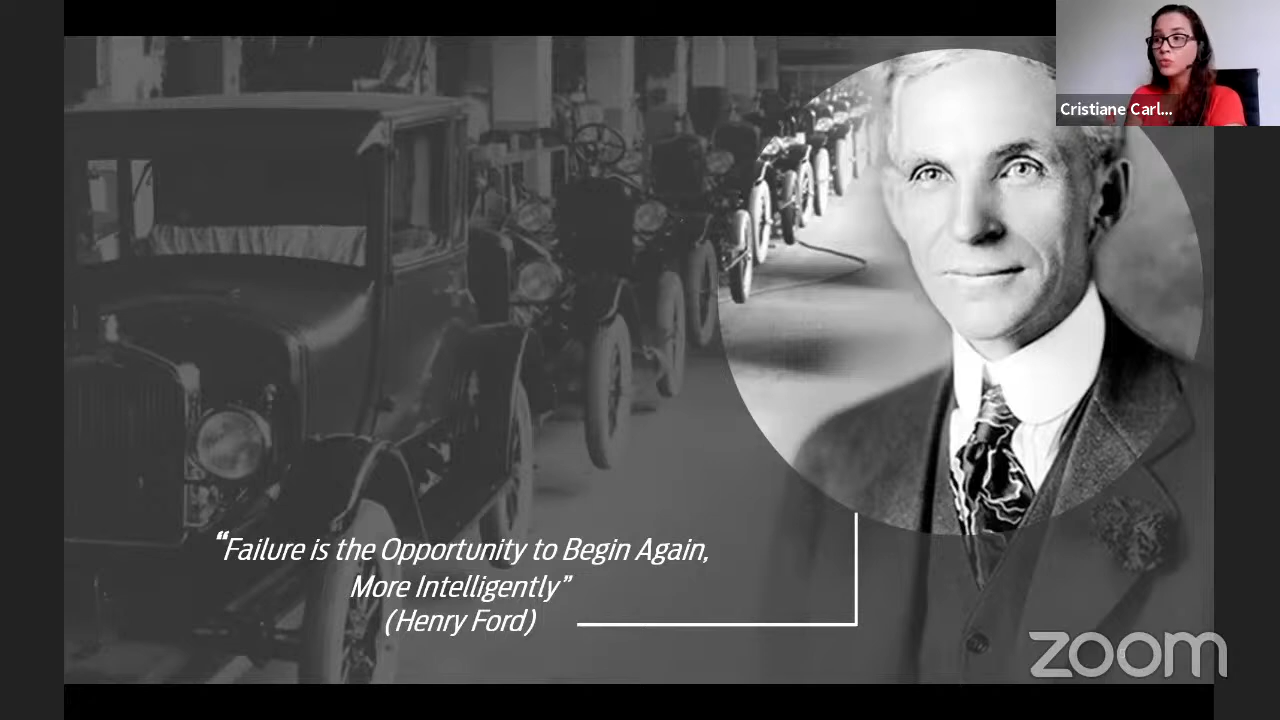 Cristiane Carl...
“Failure is the Opportunity to Begin Again,
More Intelligently”
(Henry Ford)
zoom